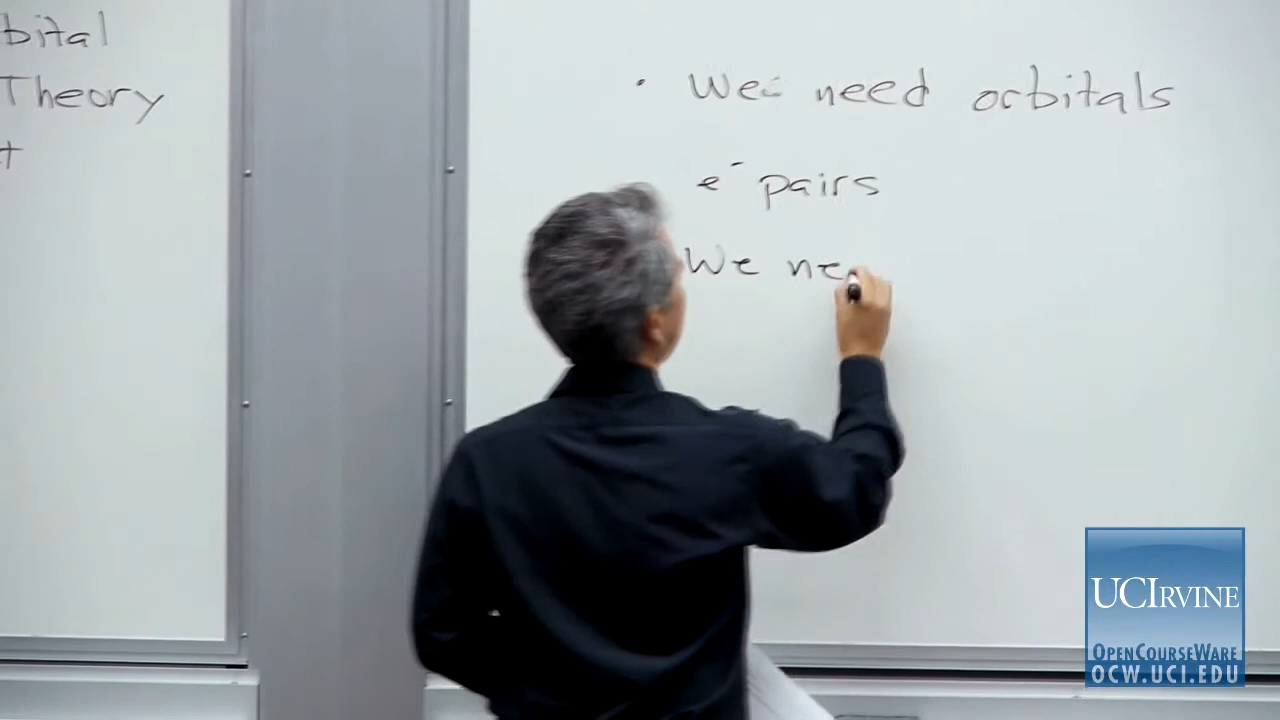 bital
Theory
t
• We need orbitals
e⁻ pairs
We ne
UCIRVINE
OPENCOURSEWARE
OCW.UCI.EDU